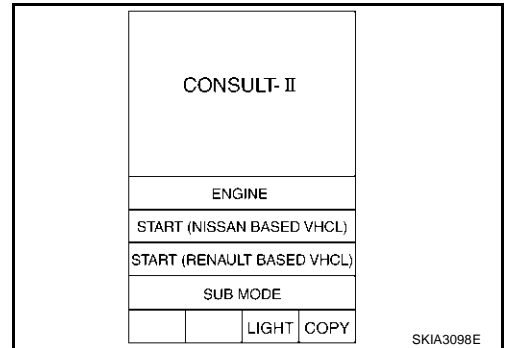 CONSULT-II
ENGINE
START (NISSAN BASED VHCL)
START (RENAULT BASED VHCL)
SUB MODE
LIGHT COPY
SKIA3098E